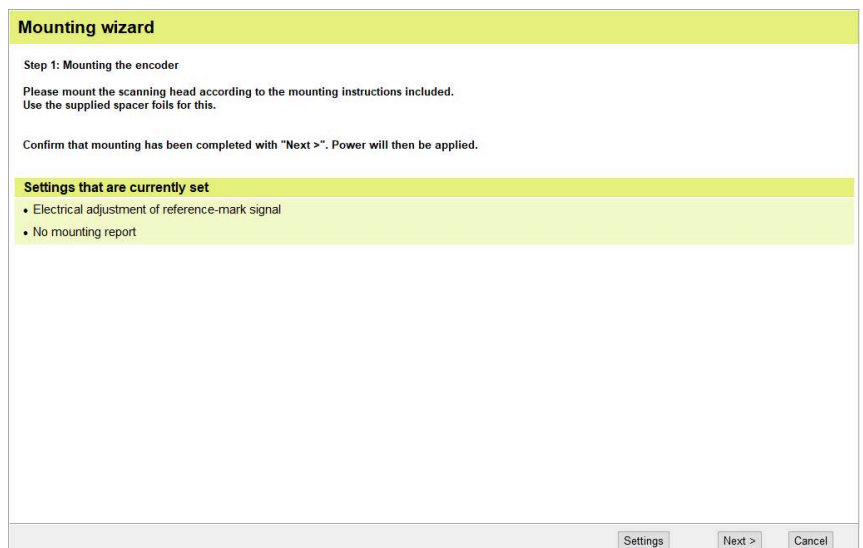 Mounting wizard
Step 1: Mounting the encoder
Please mount the scanning head according to the mounting instructions included.
Use the supplied spacer foils for this.
Confirm that mounting has been completed with "Next >". Power will then be applied.
Settings that are currently set
• Electrical adjustment of reference-mark signal
• No mounting report
Settings Next > Cancel